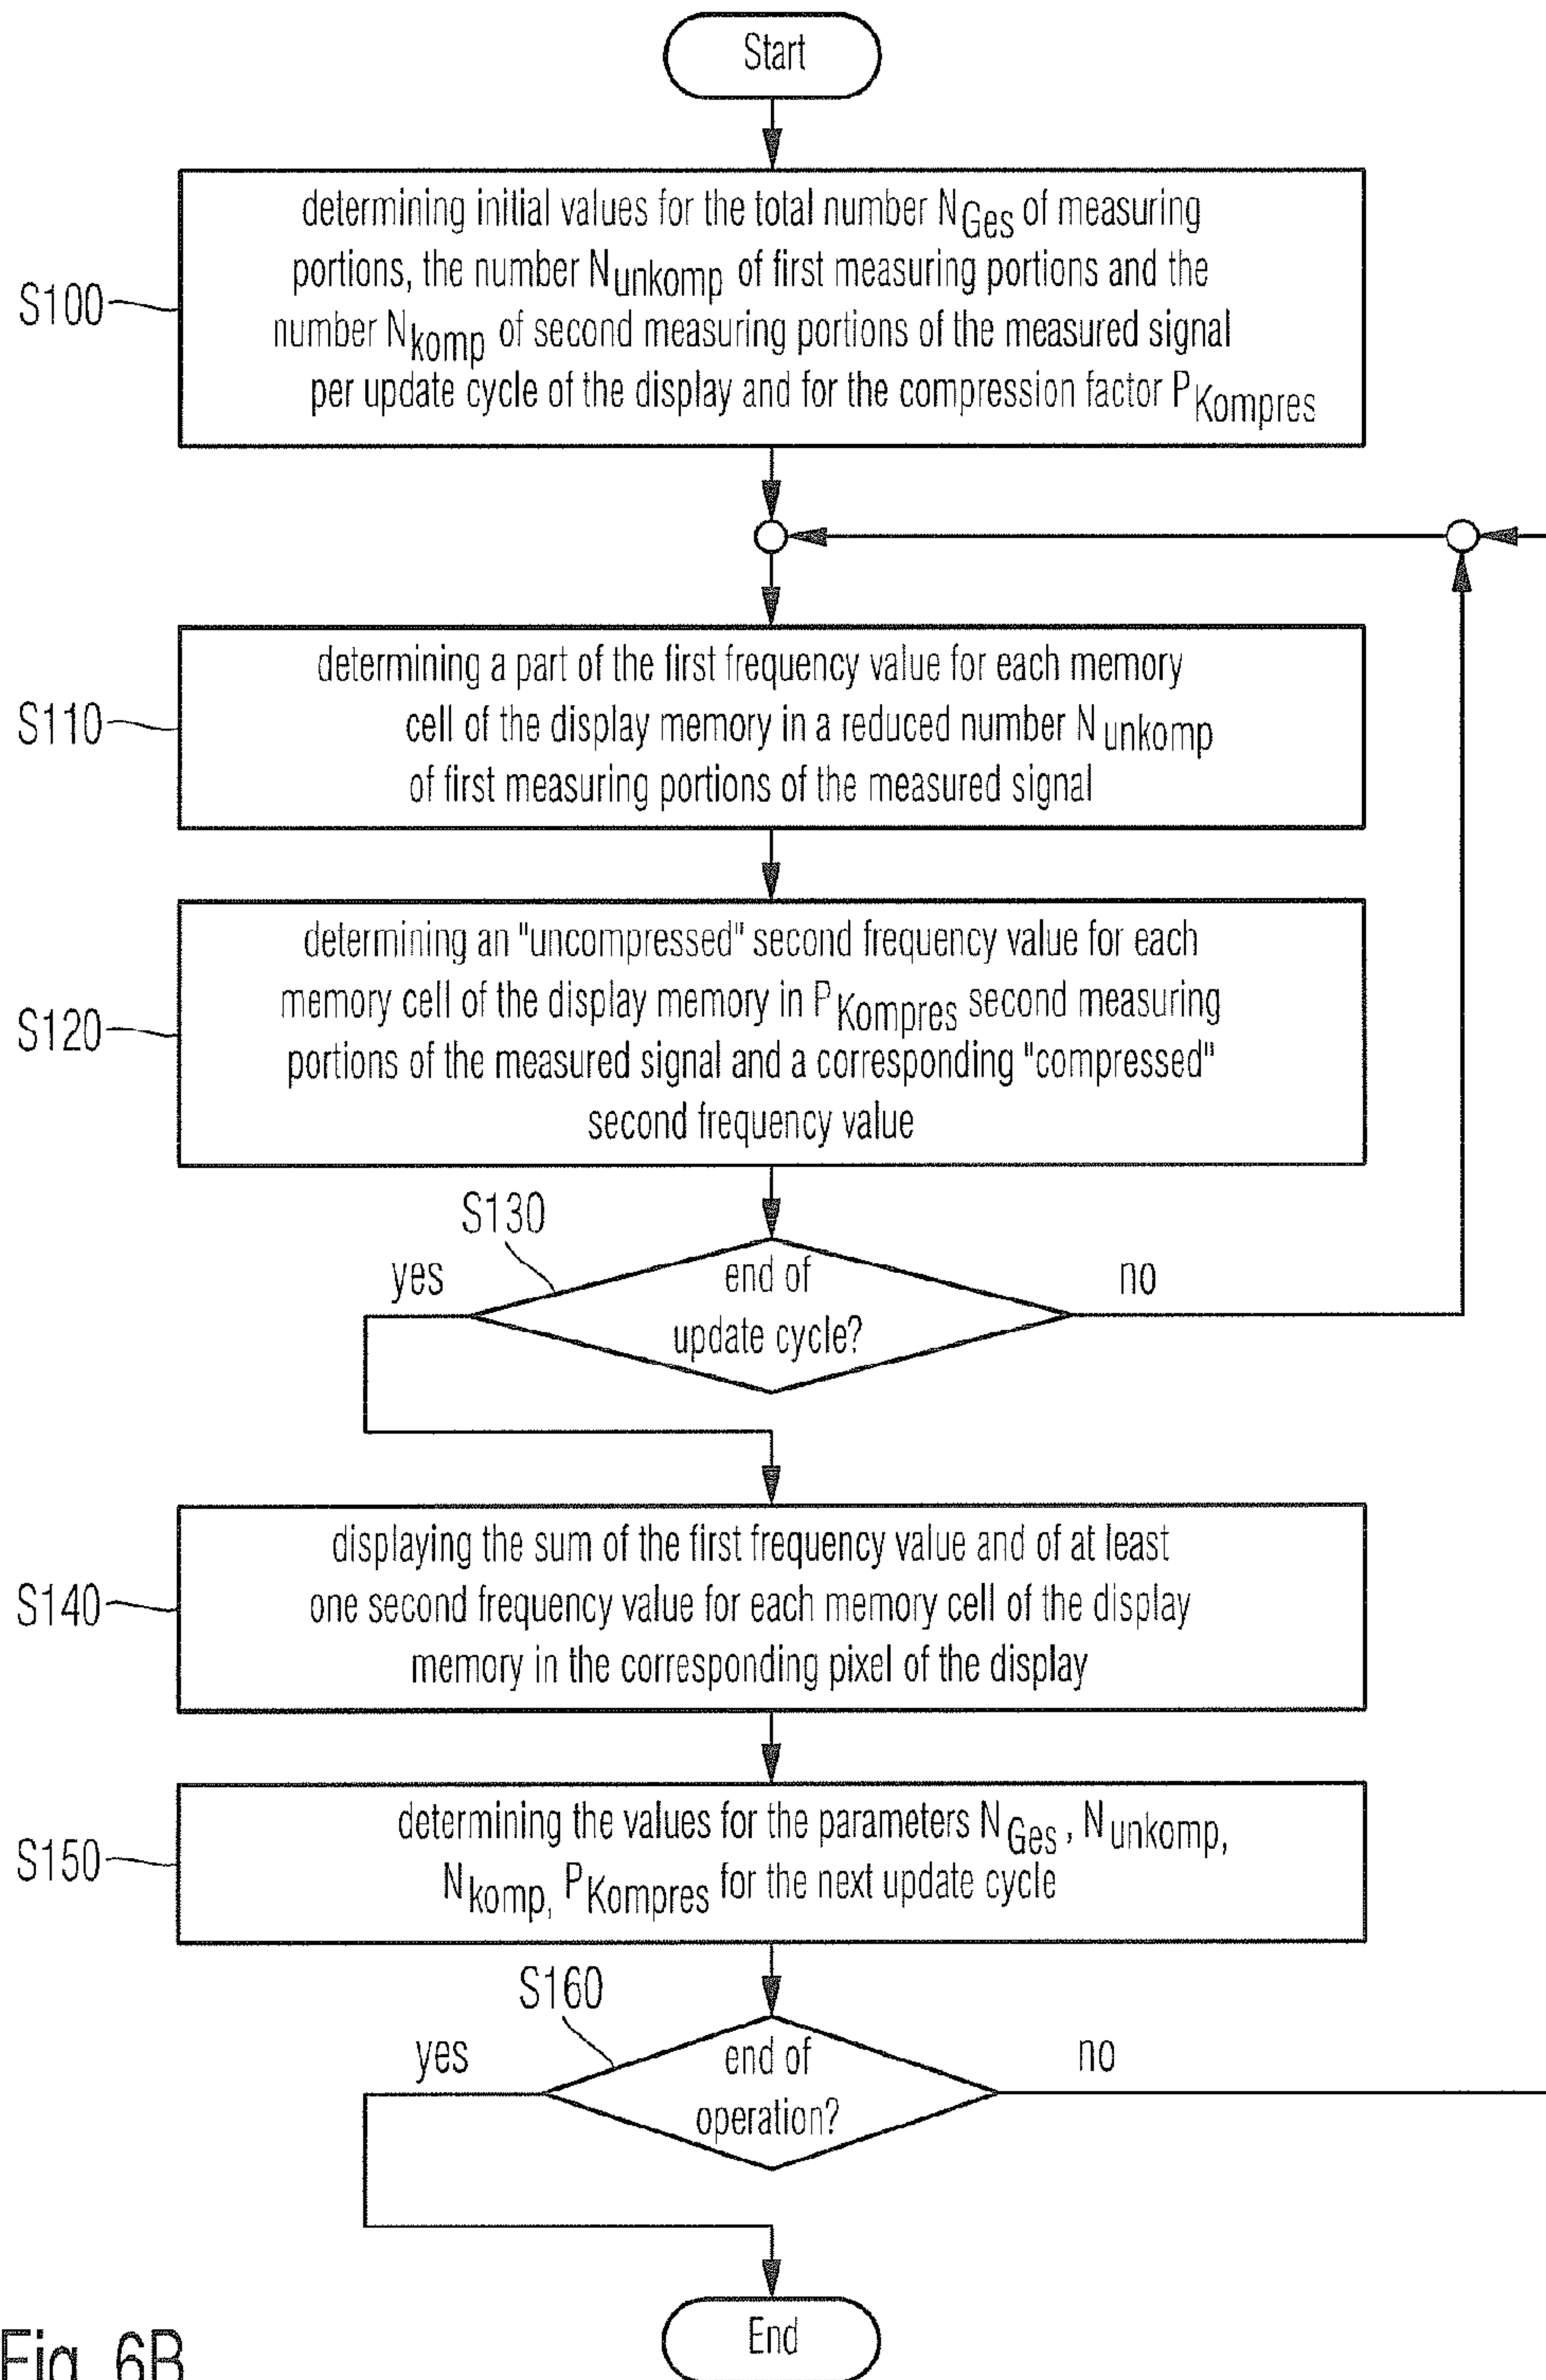 Start
determining initial values for the total number NGes of measuring
portions, the number Nunkomp of first measuring portions and the
S100
number Nkomp of second measuring portions of the measured signal
per update cycle of the display and for the compression factor PKompres
determining a part of the first frequency value for each memory
S110
cell of the display memory in a reduced number Nunkomp
of first measuring portions of the measured signal
determining an "uncompressed" second frequency value for each
memory cell of the display memory in PKompres second measuring
S120
portions of the measured signal and a corresponding "compressed"
second frequency value
S130
yes
end of
no
update cycle?
displaying the sum of the first frequency value and of at least
S140
one second frequency value for each memory cell of the display
memory in the corresponding pixel of the display
determining the values for the parameters NGes, Nunkomp,
S150
Nkomp, PKompres for the next update cycle
S160
yes
end of
no
operation?
End
Fig. 6B